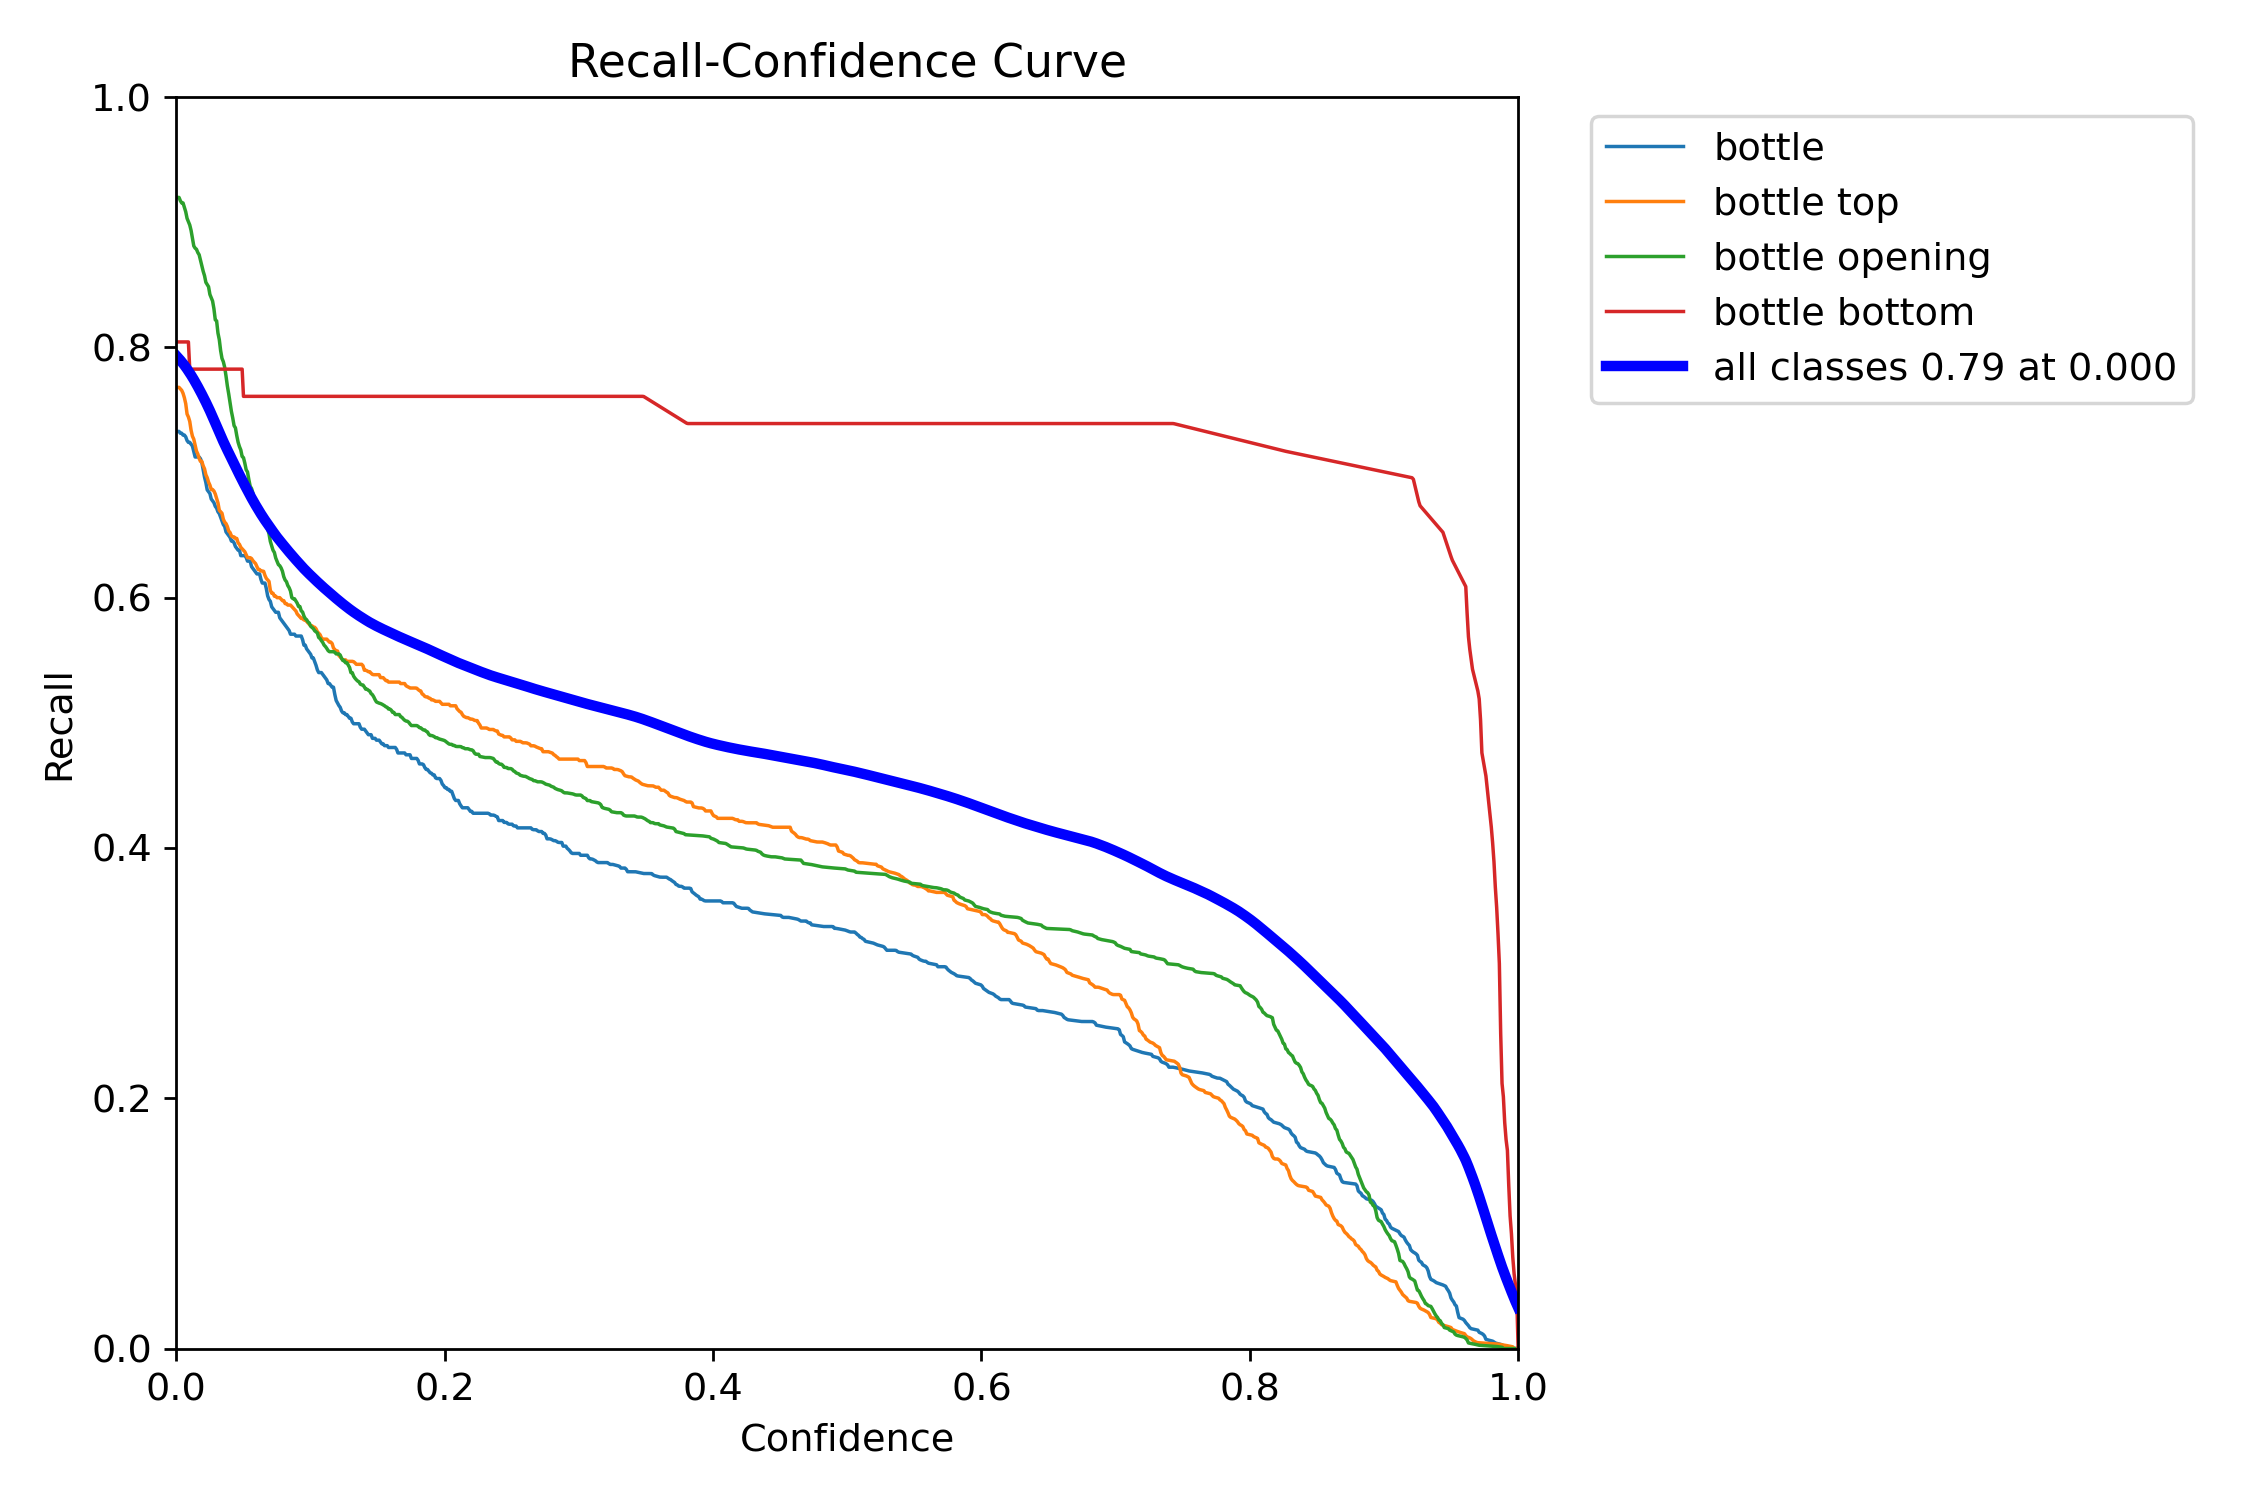 Recall-Confidence Curve
1.0
0.8
0.6
0.4
0.2
0.0
Recall
0.0 0.2 0.4 0.6 0.8 1.0
Confidence
bottle
bottle top
bottle opening
bottle bottom
all classes 0.79 at 0.000